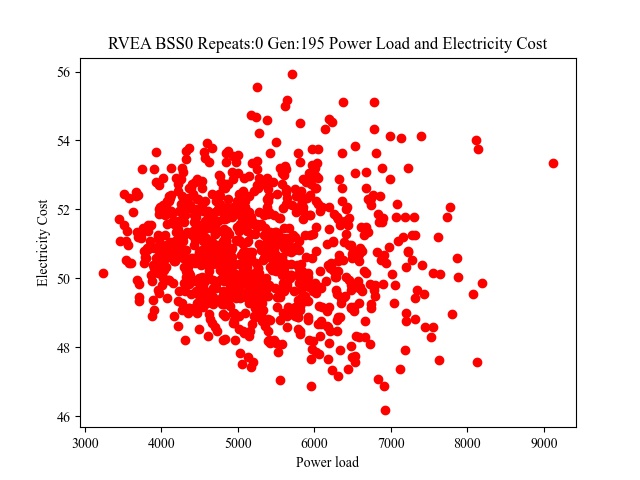 RVEA BSS0 Repeats:0 Gen:195 Power Load and Electricity Cost
56
54
52
50
48
46
Electricity Cost
3000 4000 5000 6000 7000 8000 9000
Power load